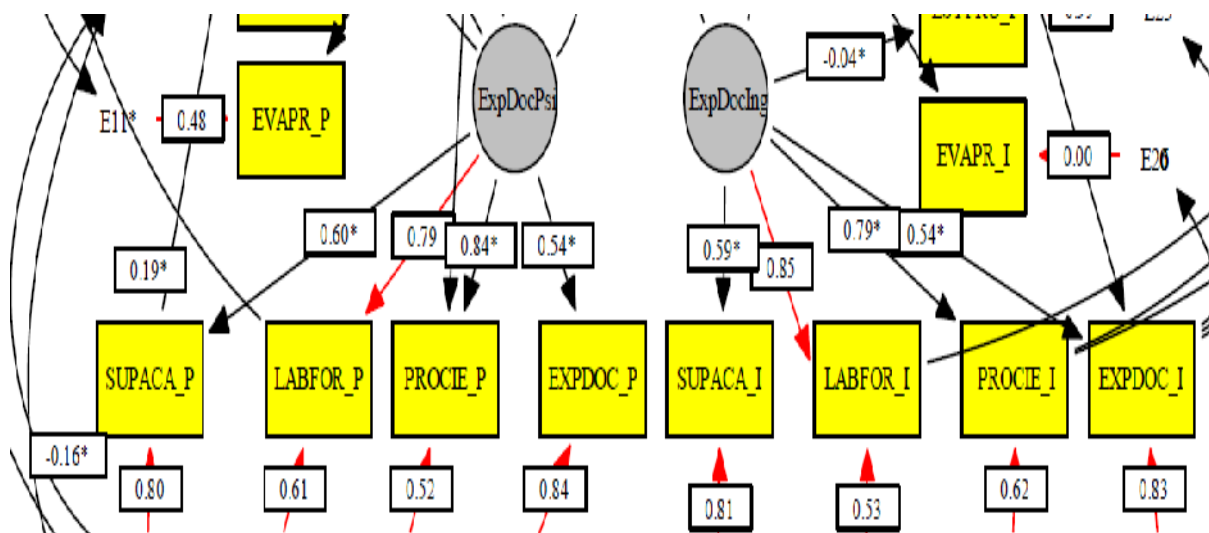 -0.04*
E11*
0.48
EVAPR_P
ExpDocPsi
ExpDocIng
EVAPR_I
0.00
0.60*
0.79
0.84*
0.54*
0.59*
0.85
0.79*
0.54*
0.19*
SUPACA_P
LABFOR_P
PROCIE_P
EXPDOC_P
SUPACA_I
LABFOR_I
PROCIE_I
EXPDOC_I
-0.16*
0.80
0.61
0.52
0.84
0.81
0.53
0.62
0.83